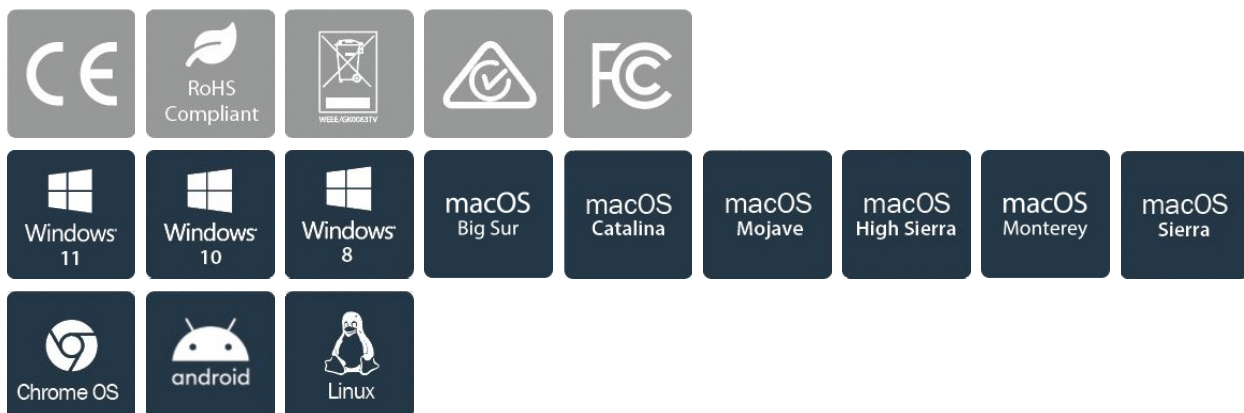 CE
RoHS
Compliant
WEEE/GK0083TV
FC
Windows
11
Windows
10
Windows
8
macOS
Big Sur
macOS
Catalina
macOS
Mojave
macOS
High Sierra
macOS
Monterey
macOS
Sierra
Chrome OS
android
Linux